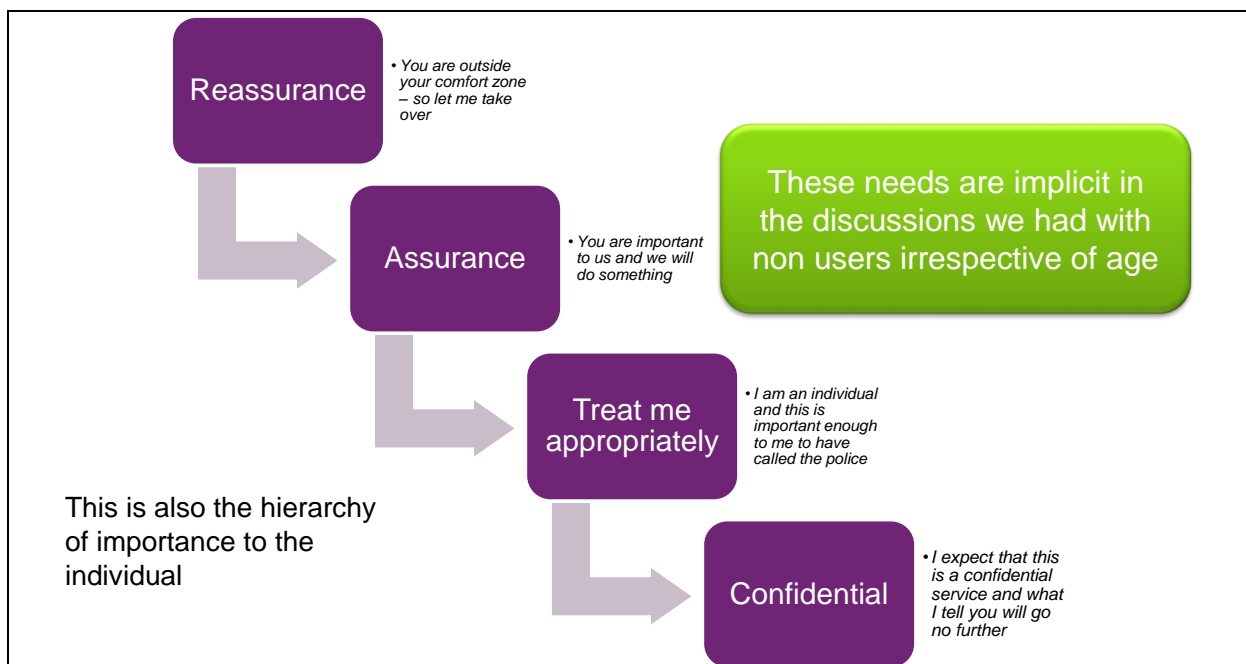 Reassurance
• You are outside
your comfort zone
– so let me take
over
Assurance
• You are important
to us and we will
do something
These needs are implicit in
the discussions we had with
non users irrespective of age
Treat me
appropriately
• I am an individual
and this is
important enough
to me to have
called the police
This is also the hierarchy
of importance to the
individual
Confidential
• I expect that this
is a confidential
service and what
I tell you will go
no further